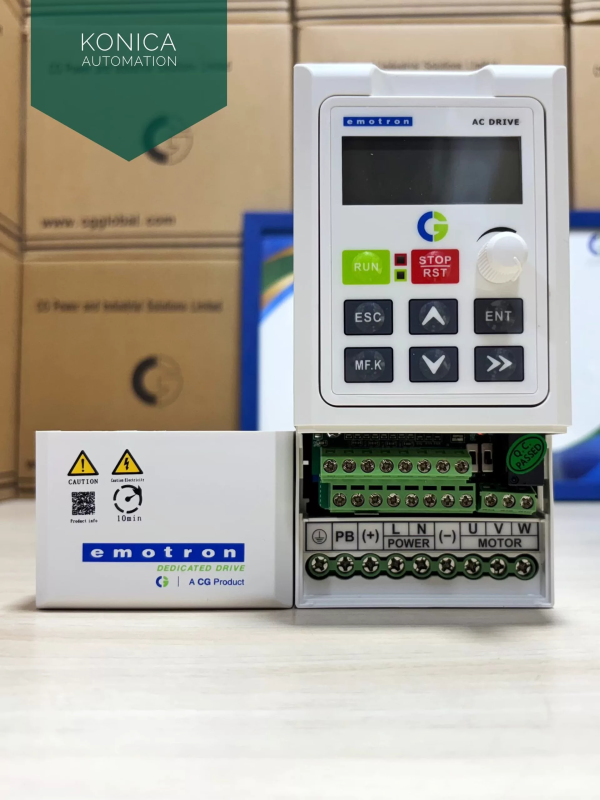 KONICA
AUTOMATION
CG Power and Industrial Solutions Limited
www.cgglobal.com
CG Power and Industrial Solutions Limited
emotron
AC DRIVE
RUN
STOP
RST
ESC
ENT
MF.K
Q.C
PASSED
CAUTION
Caution Electricity
Product info
10min
emotron
DEDICATED DRIVE
A CG Product
PB (+) L N (−) U V W
POWER MOTOR